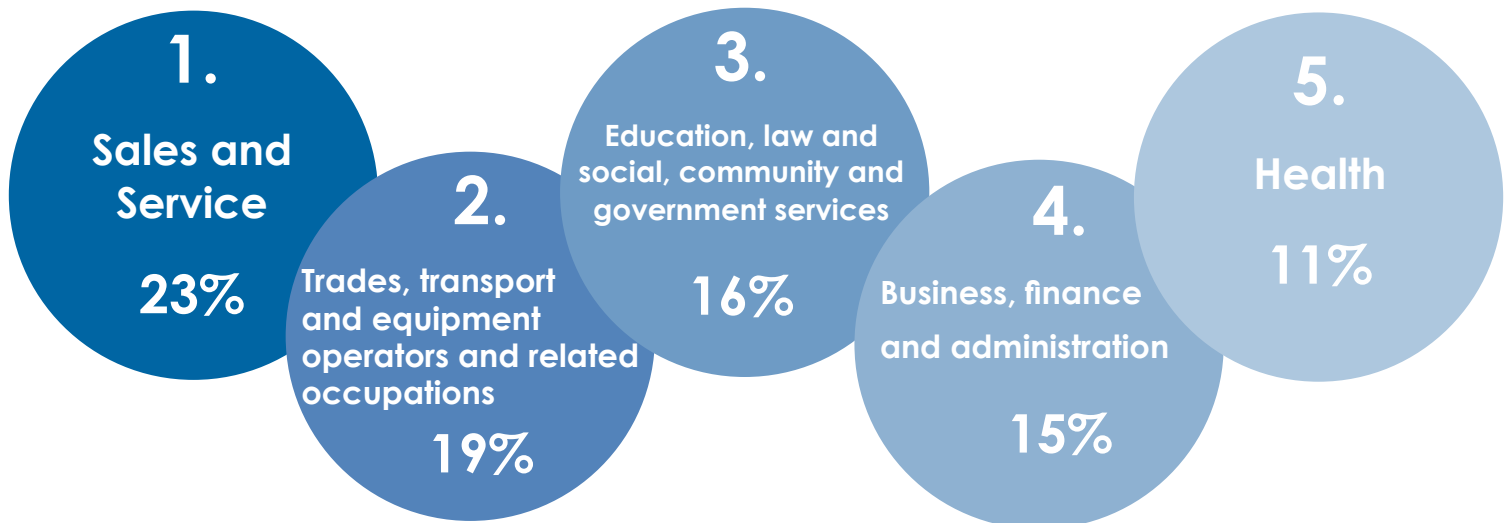 1.
Sales and
Service
23%
2.
Trades, transport
and equipment
operators and related
occupations
19%
3.
Education, law and
social, community and
government services
16%
4.
Business, finance
and administration
15%
5.
Health
11%